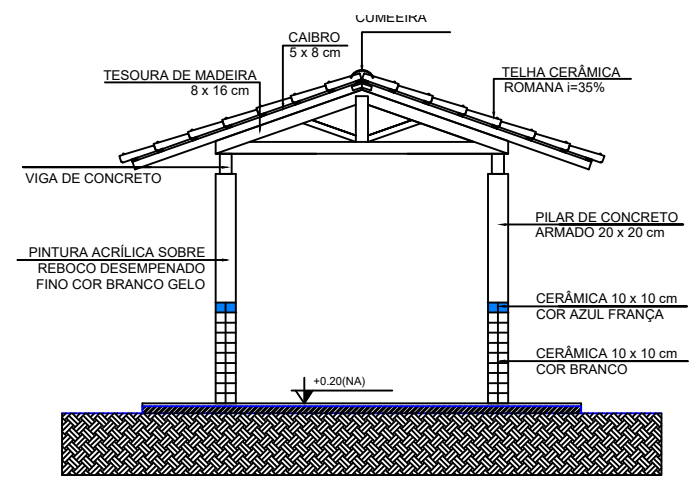 CUMEEIRA
CAIBRO
5 x 8 cm
TESOURA DE MADEIRA
8 x 16 cm
TELHA CERÂMICA
ROMANA i=35%
VIGA DE CONCRETO
PILAR DE CONCRETO
ARMADO 20 x 20 cm
PINTURA ACRÍLICA SOBRE
REBOCO DESEMPENADO
FINO COR BRANCO GELO
CERÂMICA 10 x 10 cm
COR AZUL FRANÇA
CERÂMICA 10 x 10 cm
COR BRANCO
+0.20(NA)